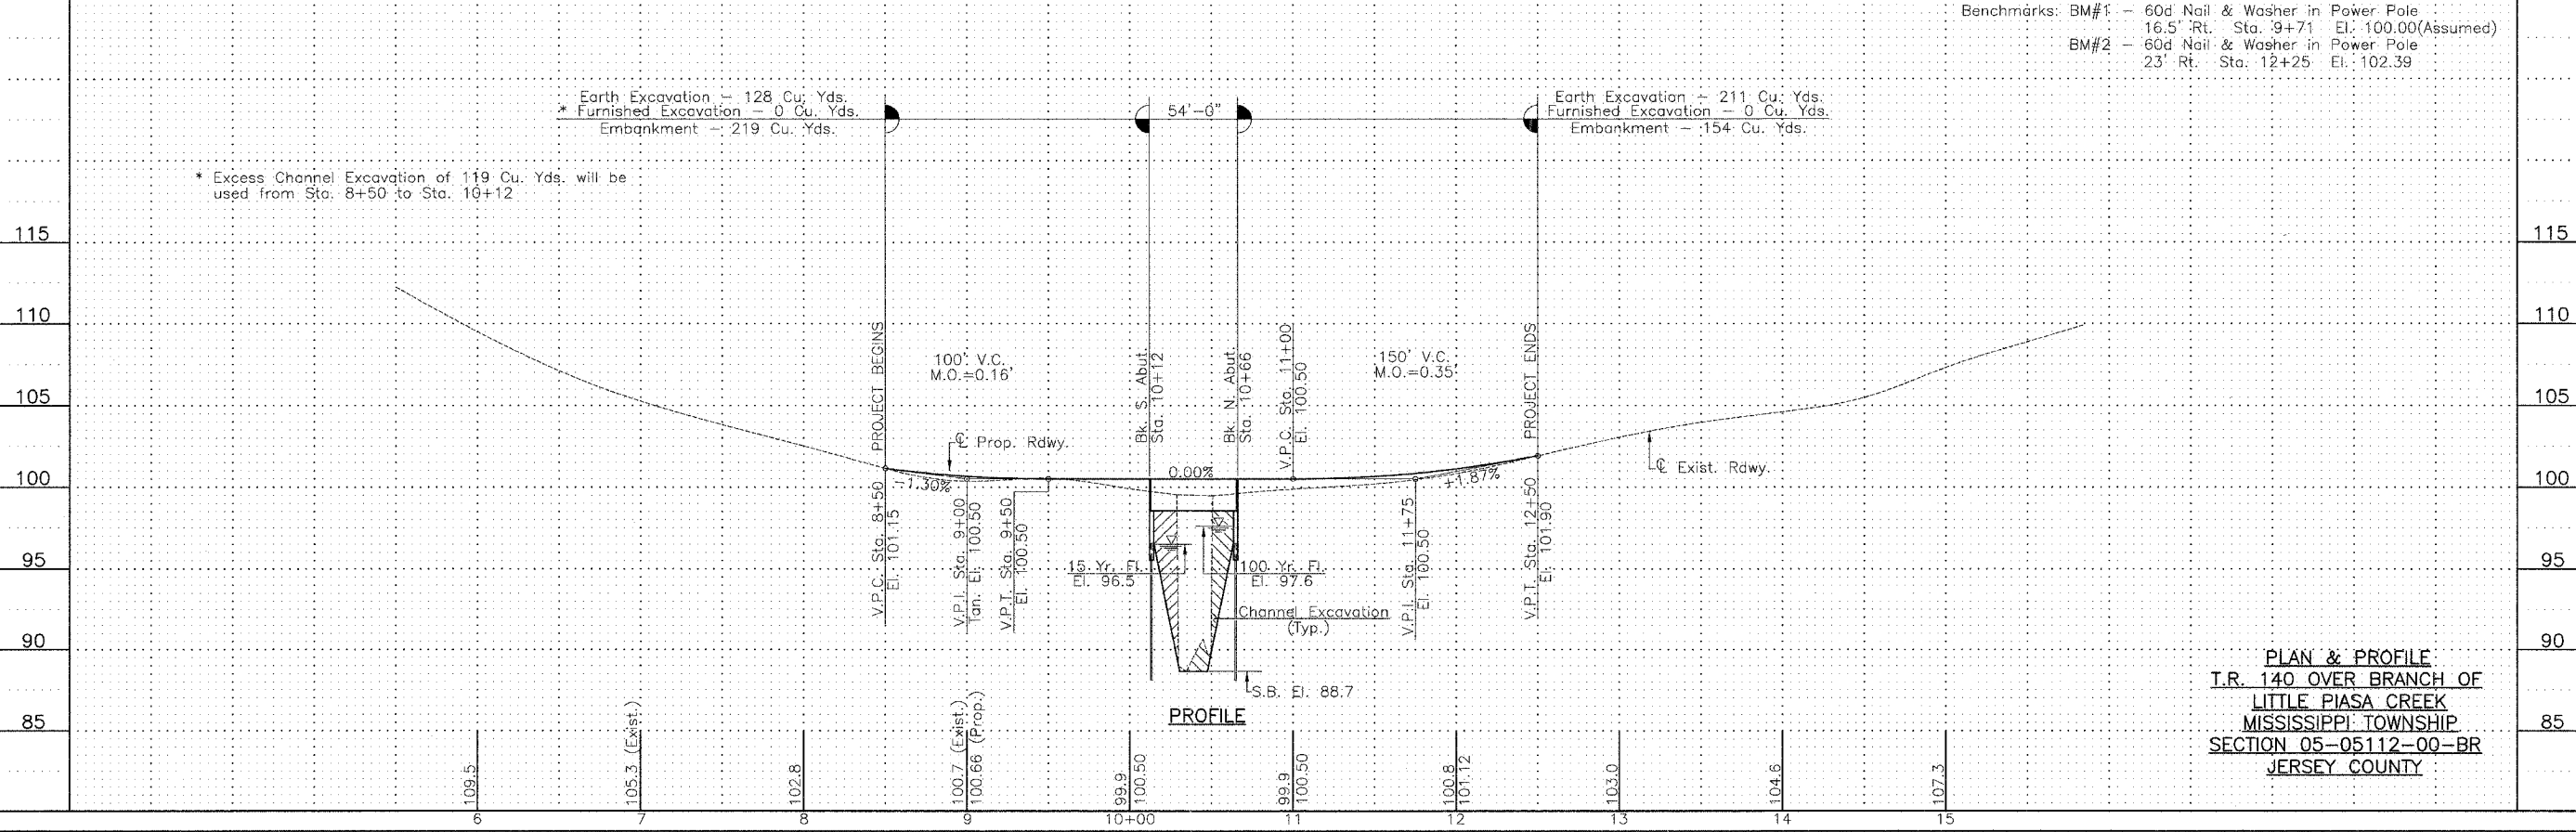 Benchmarks: BM#1 – 60d Nail & Washer in Power Pole
16.5' Rt. Sta. 9+71 El. 100.00(Assumed)
BM#2 – 60d Nail & Washer in Power Pole
23' Rt. Sta. 12+25 El. 102.39
Earth Excavation – 128 Cu. Yds.
* Furnished Excavation – 0 Cu. Yds.
Embankment – 219 Cu. Yds.
54'-0"
Earth Excavation – 211 Cu. Yds.
Furnished Excavation – 0 Cu. Yds.
Embankment – 154 Cu. Yds.
* Excess Channel Excavation of 119 Cu. Yds. will be
used from Sta. 8+50 to Sta. 10+12
115
115
110
110
105
105
100
100
95
95
90
90
85
85
PROJECT BEGINS
100' V.C.
M.O.=0.16'
Bk. S. Abut.
Sta. 10+12
Bk. N. Abut.
Sta. 10+66
V.P.C. Sta. 11+00
El. 100.50
150' V.C.
M.O.=0.35'
PROJECT ENDS
℄ Prop. Rdwy.
℄ Exist. Rdwy.
-1.30%
0.00%
+1.87%
V.P.C. Sta. 8+50
El. 101.15
V.P.I. Sta. 9+00
Tan. El. 100.50
V.P.T. Sta. 9+50
El. 100.50
15 Yr. Fl.
El. 96.5
100 Yr. Fl.
El. 97.6
Channel Excavation
(Typ.)
V.P.I. Sta. 11+75
El. 100.50
V.P.T. Sta. 12+50
El. 101.90
S.B. El. 88.7
PROFILE
PLAN & PROFILE
T.R. 140 OVER BRANCH OF
LITTLE PIASA CREEK
MISSISSIPPI TOWNSHIP
SECTION 05-05112-00-BR
JERSEY COUNTY
109.5
105.3 (Exist.)
102.8
100.7 (Exist.)
100.66 (Prop.)
99.9
100.50
99.9
100.50
100.8
101.12
103.0
104.6
107.3
6
7
8
9
10+00
11
12
13
14
15